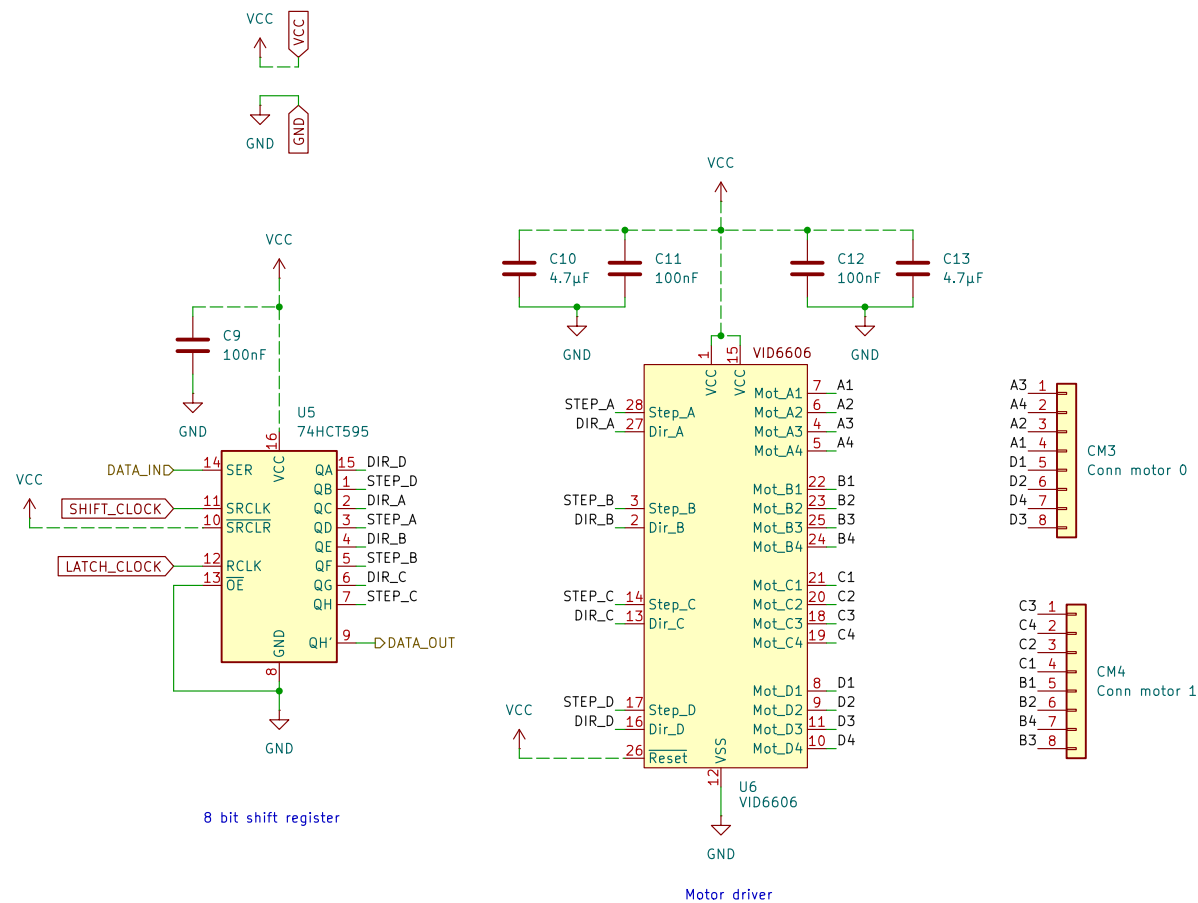 VCC
VCC
GND
GND
VCC
C10
4.7µF
C11
100nF
C12
100nF
C13
4.7µF
GND
GND
VCC
C9
100nF
GND
U5
74HCT595
16
VCC
DATA_IN
14
SER
QA
15
DIR_D
QB
1
STEP_D
VCC
SHIFT_CLOCK
11
SRCLK
QC
2
DIR_A
10
SRCLR
QD
3
STEP_A
QE
4
DIR_B
LATCH_CLOCK
12
RCLK
QF
5
STEP_B
13
OE
QG
6
DIR_C
QH
7
STEP_C
QH'
9
DATA_OUT
GND
8
GND
8 bit shift register
1
15
VID6606
VCC
VCC
Mot_A1
7
A1
STEP_A
28
Step_A
Mot_A2
6
A2
DIR_A
27
Dir_A
Mot_A3
4
A3
Mot_A4
5
A4
Mot_B1
22
B1
STEP_B
3
Step_B
Mot_B2
23
B2
DIR_B
2
Dir_B
Mot_B3
25
B3
Mot_B4
24
B4
Mot_C1
21
C1
STEP_C
14
Step_C
Mot_C2
20
C2
DIR_C
13
Dir_C
Mot_C3
18
C3
Mot_C4
19
C4
Mot_D1
8
D1
STEP_D
17
Step_D
Mot_D2
9
D2
DIR_D
16
Dir_D
Mot_D3
11
D3
VCC
26
Reset
Mot_D4
10
D4
VSS
12
U6
VID6606
GND
Motor driver
A3 1
A4 2
A2 3
A1 4
D1 5
D2 6
D4 7
D3 8
CM3
Conn motor 0
C3 1
C4 2
C2 3
C1 4
B1 5
B2 6
B4 7
B3 8
CM4
Conn motor 1